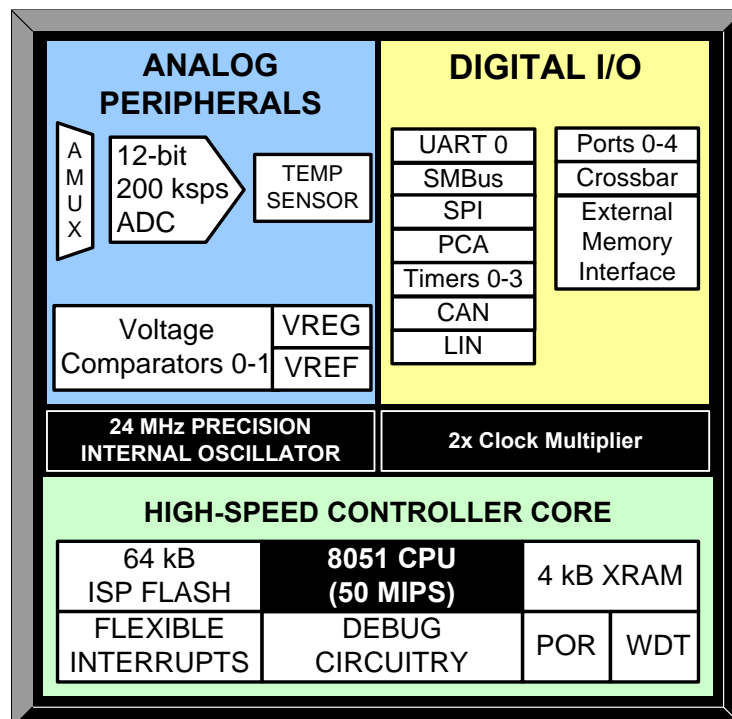 ANALOG
PERIPHERALS
A
M
U
X
12-bit
200 ksps
ADC
TEMP
SENSOR
Voltage
Comparators 0-1
VREG
VREF
DIGITAL I/O
UART 0
SMBus
SPI
PCA
Timers 0-3
CAN
LIN
Ports 0-4
Crossbar
External
Memory
Interface
24 MHz PRECISION
INTERNAL OSCILLATOR
2x Clock Multiplier
HIGH-SPEED CONTROLLER CORE
64 kB
ISP FLASH
8051 CPU
(50 MIPS)
4 kB XRAM
FLEXIBLE
INTERRUPTS
DEBUG
CIRCUITRY
POR
WDT